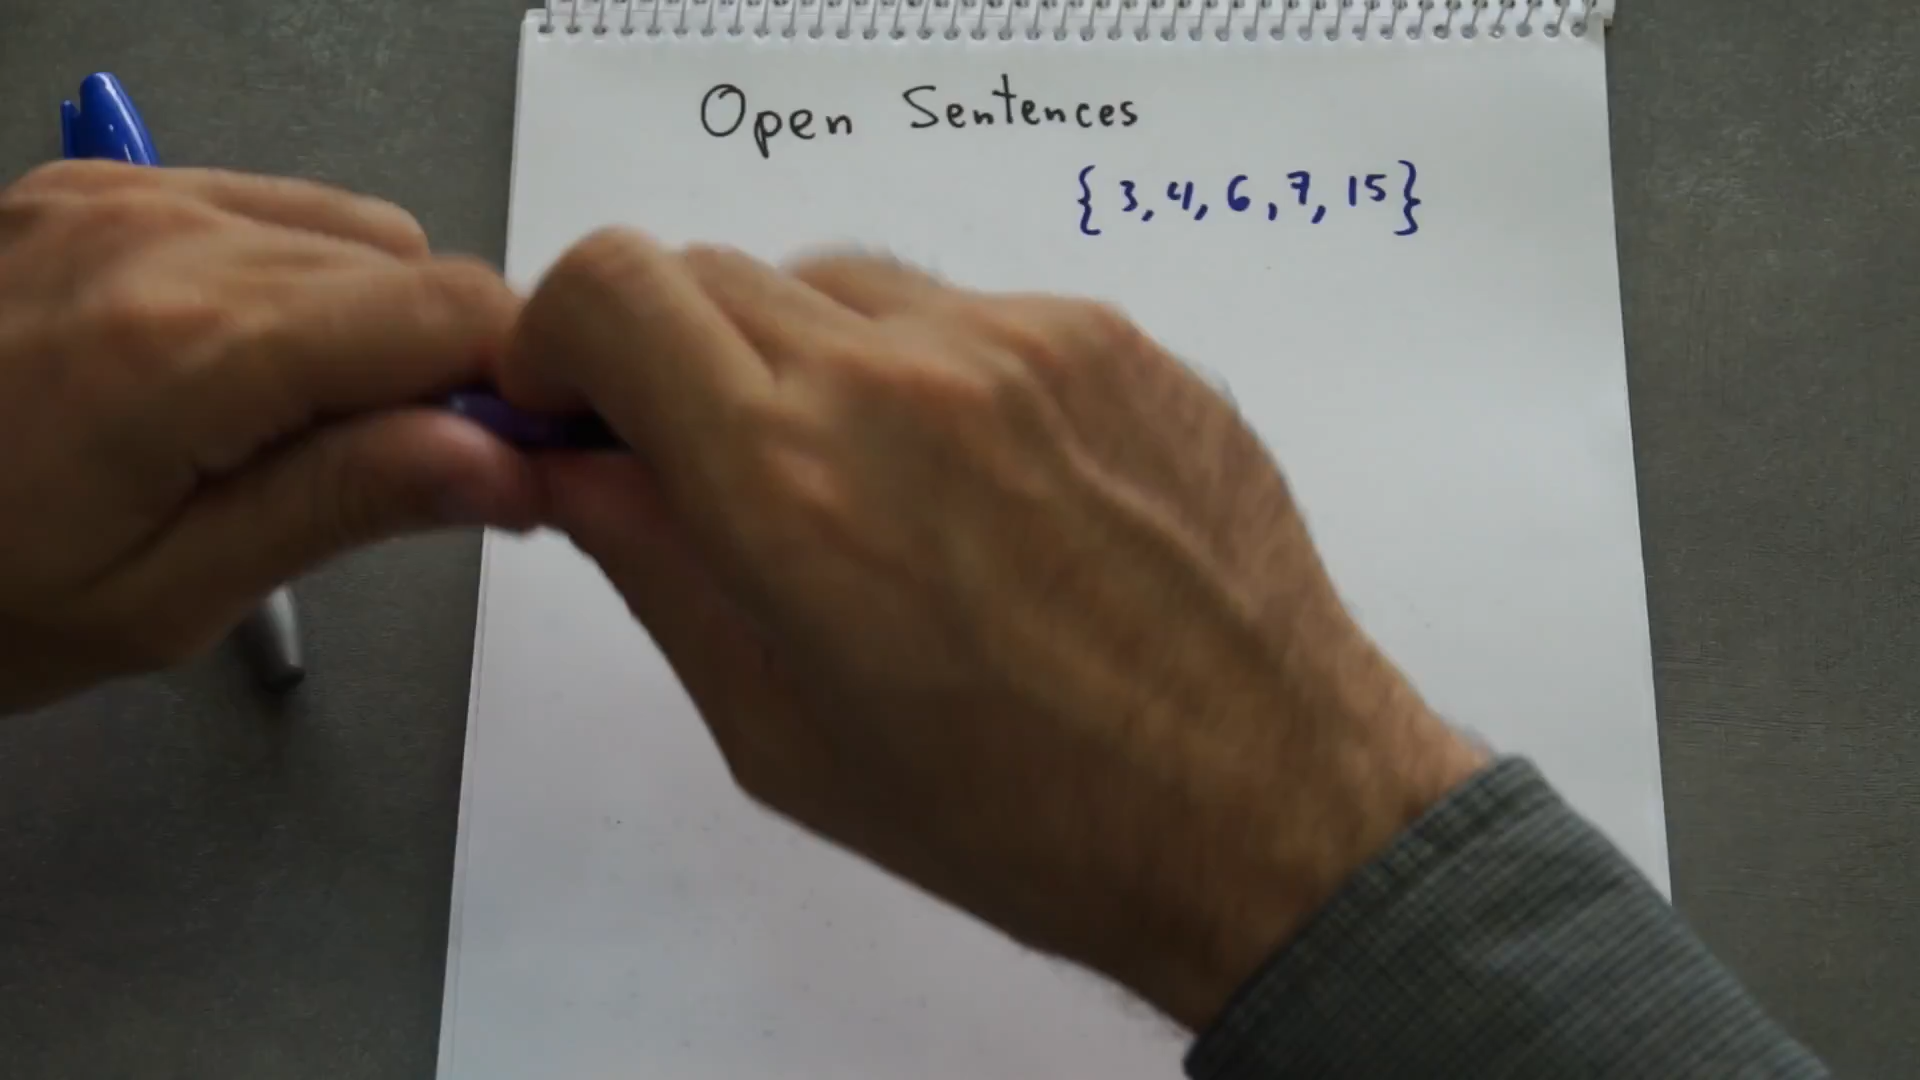 Open Sentences
{ 3, 4, 6, 7, 15 }